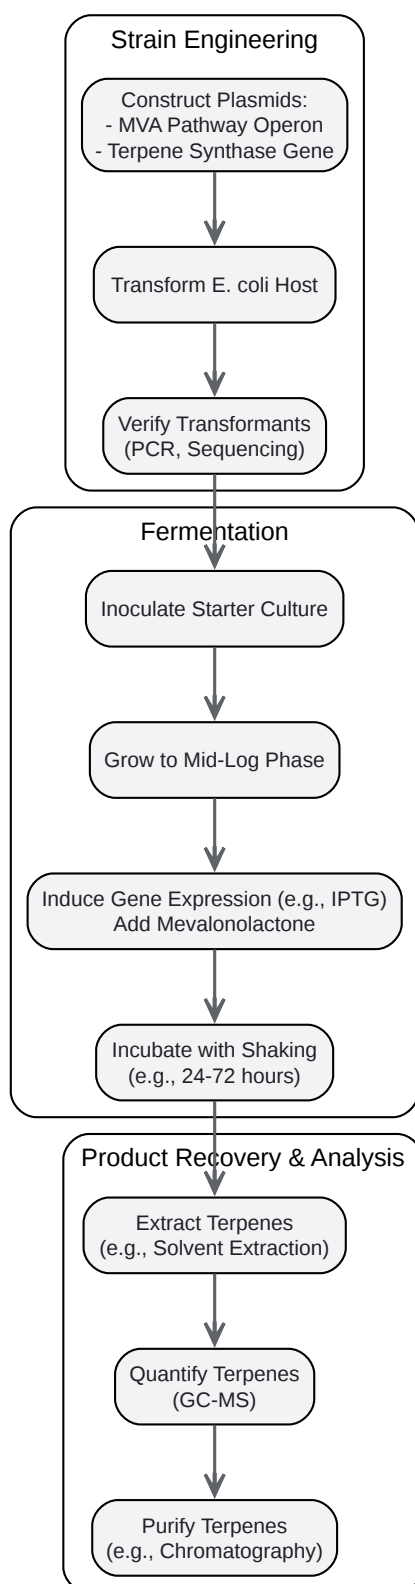 Strain Engineering
Construct Plasmids:
- MVA Pathway Operon
- Terpene Synthase Gene
Transform E. coli Host
Verify Transformants
(PCR, Sequencing)
Fermentation
Inoculate Starter Culture
Grow to Mid-Log Phase
Induce Gene Expression (e.g., IPTG)
Add Mevalonolactone
Incubate with Shaking
(e.g., 24-72 hours)
Product Recovery & Analysis
Extract Terpenes
(e.g., Solvent Extraction)
Quantify Terpenes
(GC-MS)
Purify Terpenes
(e.g., Chromatography)